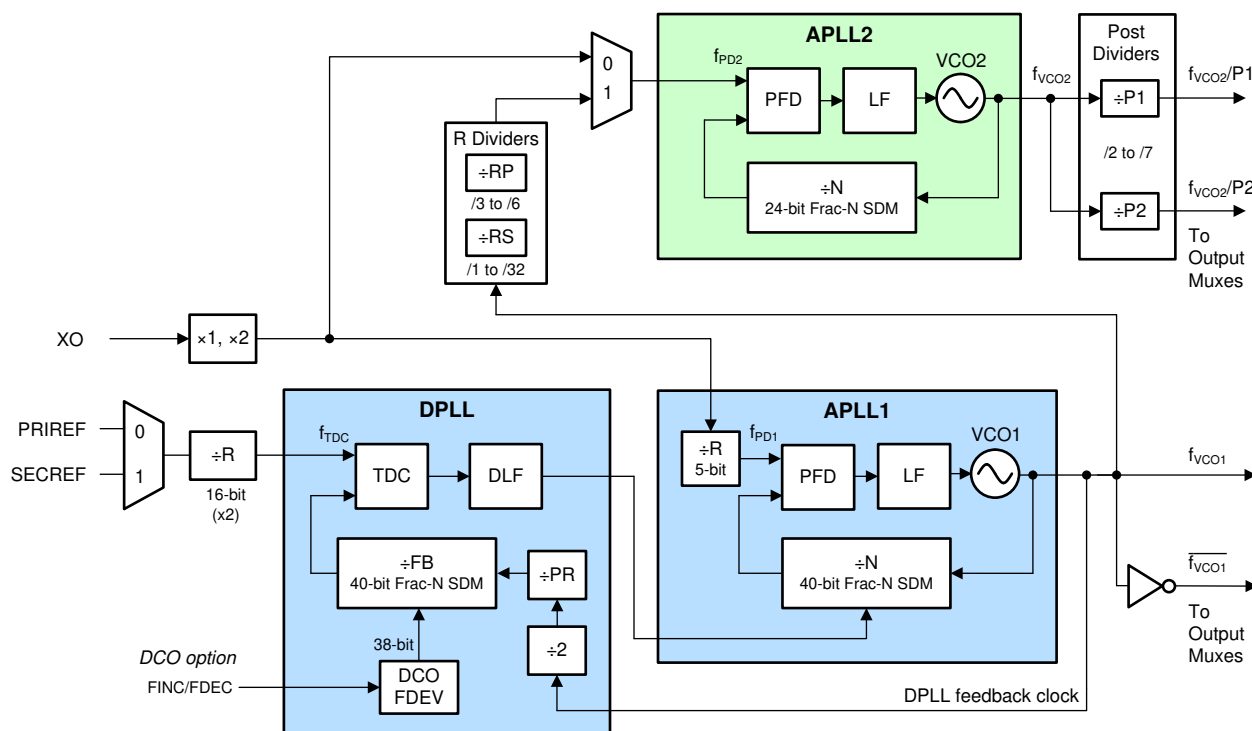 APLL2
Post
Dividers
0
1
fPD2
VCO2
PFD
LF
fVCO2
÷P1
fVCO2/P1
R Dividers
÷RP
/3 to /6
÷RS
/1 to /32
÷N
24-bit Frac-N SDM
/2 to /7
÷P2
fVCO2/P2
To
Output
Muxes
XO
×1, ×2
DPLL
APLL1
PRIREF
SECREF
0
1
÷R
16-bit
(x2)
fTDC
TDC
DLF
÷R
5-bit
fPD1
PFD
LF
VCO1
fVCO1
÷FB
40-bit Frac-N SDM
÷PR
÷2
÷N
40-bit Frac-N SDM
fVCO1
To
Output
Muxes
38-bit
DCO option
FINC/FDEC
DCO
FDEV
DPLL feedback clock